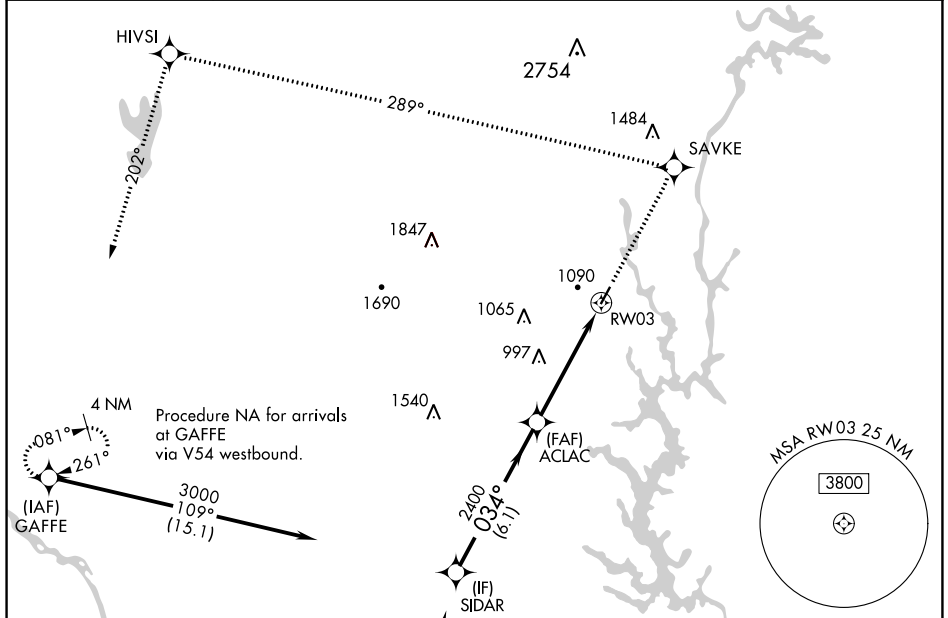 HIVSI
2754
289°
1484
SAVKE
202°
1847
1690
1090
1065
RW03
997
1540
4 NM
081°
261°
Procedure NA for arrivals
at GAFFE
via V54 westbound.
(FAF)
ACLAC
MSA RW03 25 NM
3800
(IAF)
GAFFE
3000
109°
(15.1)
2400
034°
(6.1)
(IF)
SIDAR